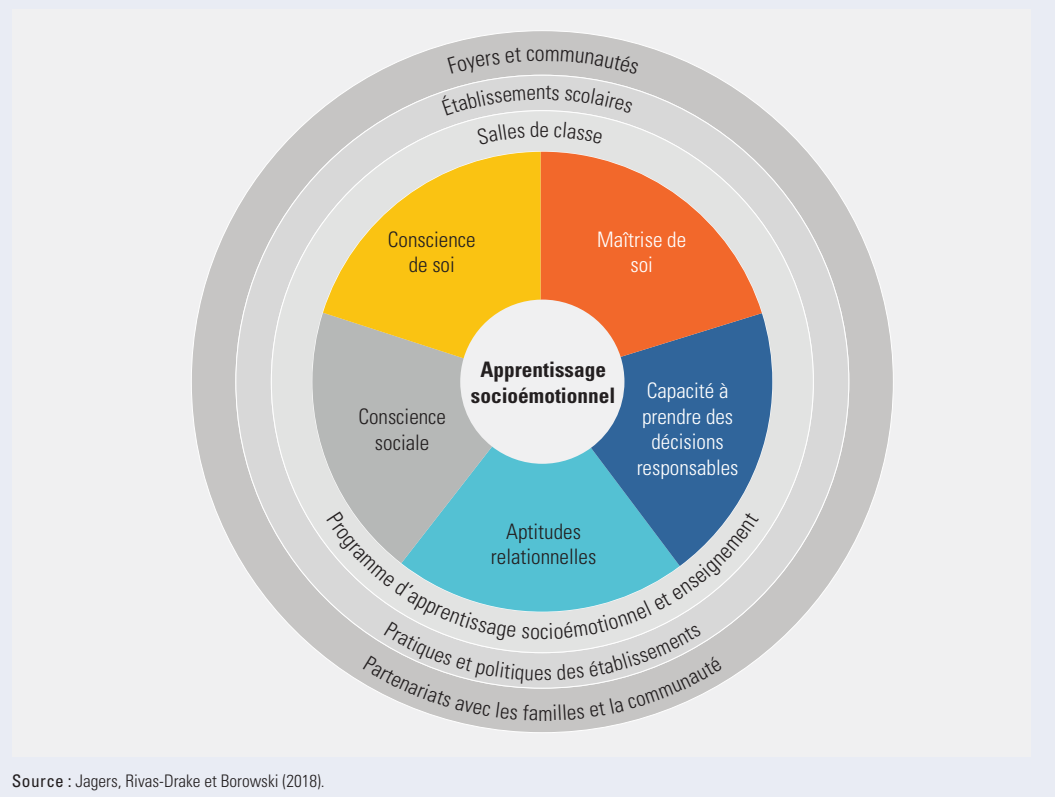 Foyers et communautés
Établissements scolaires
Salles de classe
Conscience
de soi
Maîtrise de
soi
Apprentissage
socioémotionnel
Capacité à
prendre des
décisions
responsables
Conscience
sociale
Aptitudes
relationnelles
Programme d’apprentissage socioémotionnel et enseignement
Pratiques et politiques des établissements
Partenariats avec les familles et la communauté
Source : Jagers, Rivas-Drake et Borowski (2018).